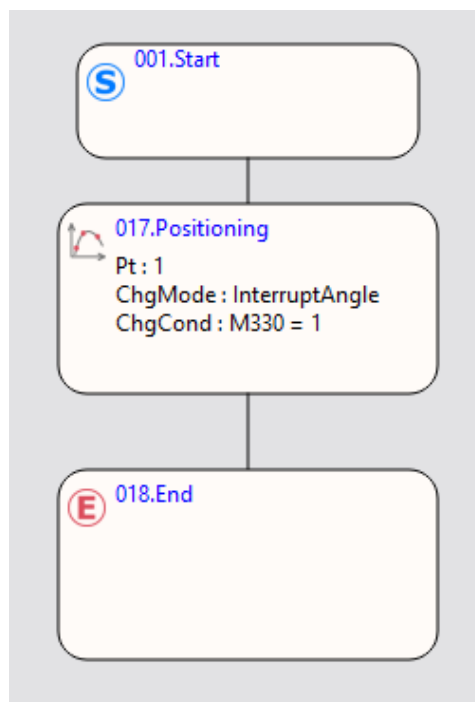 S
001.Start
017.Positioning
Pt : 1
ChgMode : InterruptAngle
ChgCond : M330 = 1
E
018.End